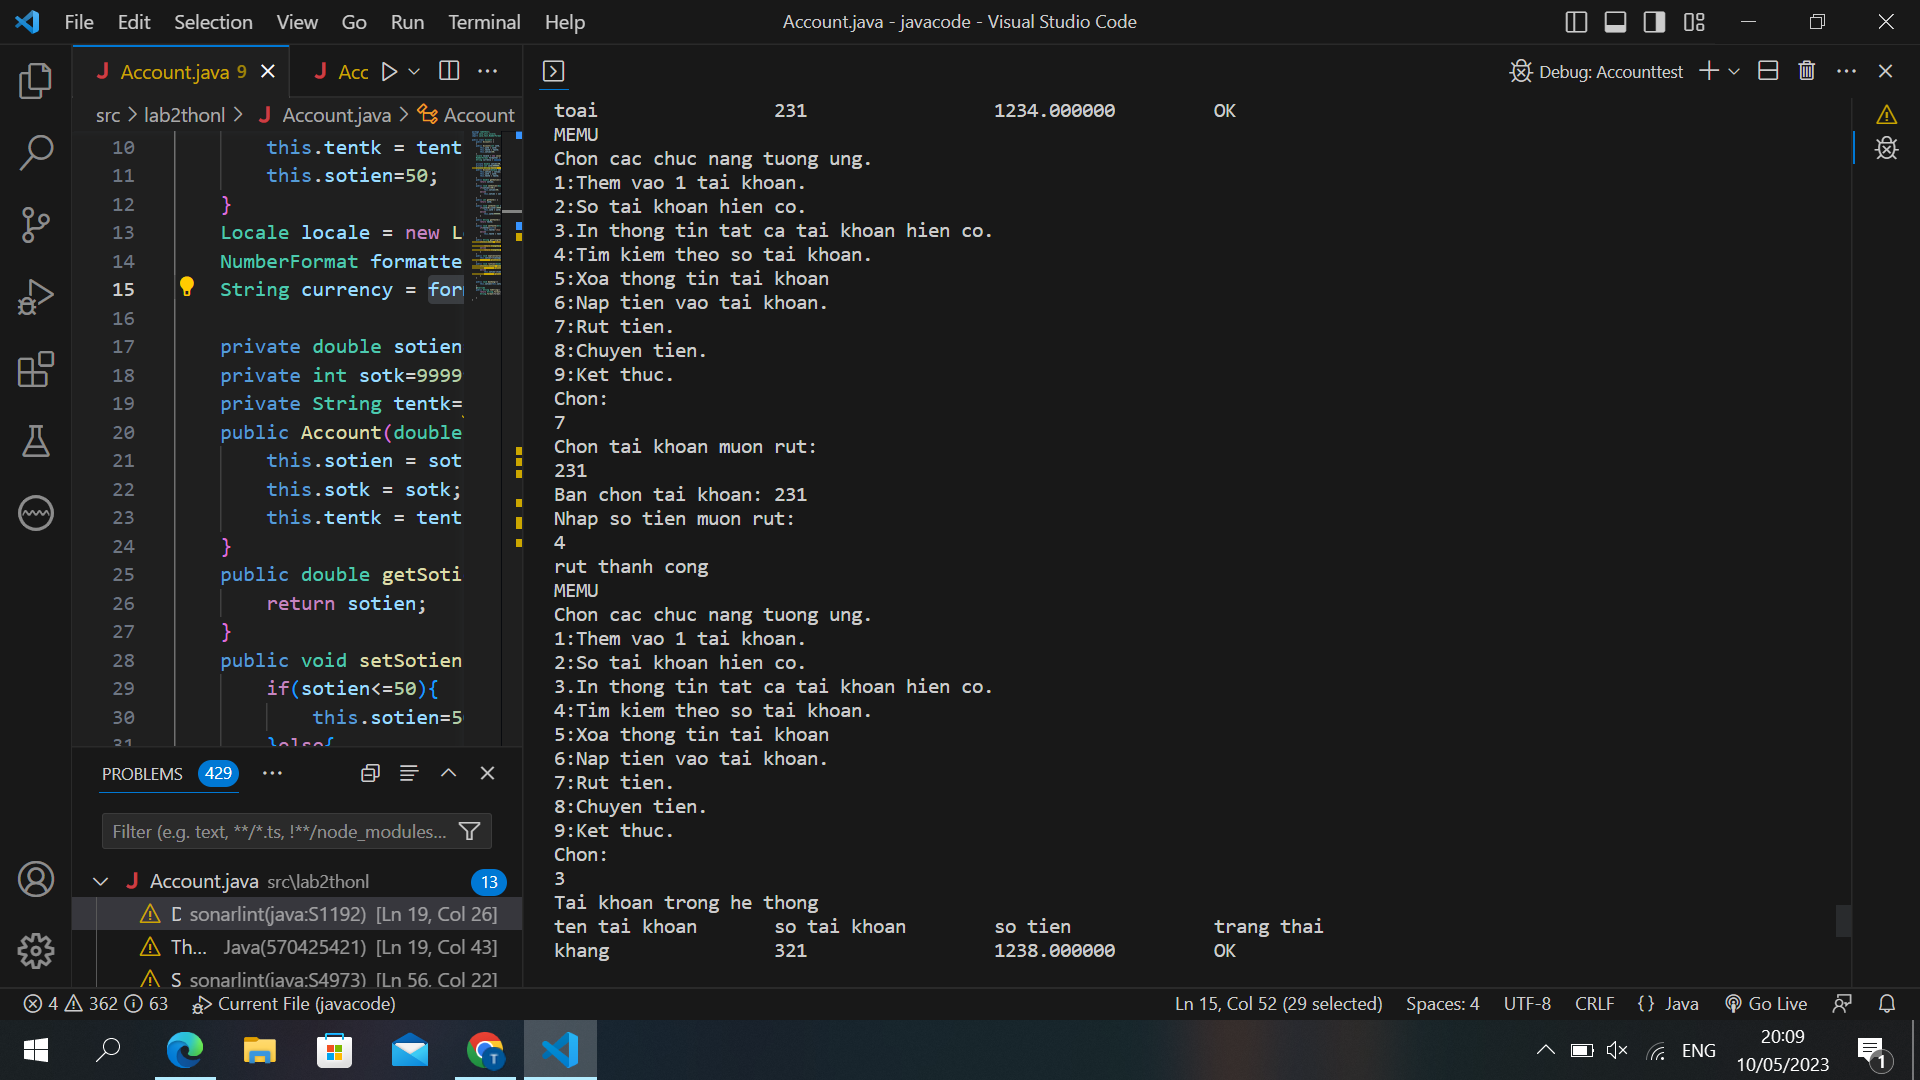 File Edit Selection View Go Run Terminal Help
Account.java - javacode - Visual Studio Code
J Account.java 9
J Acc
Debug: Accounttest
src > lab2thonl > J Account.java > Account
10 this.tentk = tent
11 this.sotien=50;
12 }
13 Locale locale = new L
14 NumberFormat formatte
15 String currency = for
16
17 private double sotien
18 private int sotk=9999
19 private String tentk=
20 public Account(double
21 this.sotien = sot
22 this.sotk = sotk;
23 this.tentk = tent
24 }
25 public double getSoti
26 return sotien;
27 }
28 public void setSotien
29 if(sotien<=50){
30 this.sotien=5
31 }else{
PROBLEMS 429
Filter (e.g. text, **/*.ts, !**/node_modules...
J Account.java src\lab2thonl 13
D sonarlint(java:S1192) [Ln 19, Col 26]
Th... Java(570425421) [Ln 19, Col 43]
S sonarlint(java:S4973) [Ln 56, Col 22]
toai 231 1234.000000 OK
MEMU
Chon cac chuc nang tuong ung.
1:Them vao 1 tai khoan.
2:So tai khoan hien co.
3.In thong tin tat ca tai khoan hien co.
4:Tim kiem theo so tai khoan.
5:Xoa thong tin tai khoan
6:Nap tien vao tai khoan.
7:Rut tien.
8:Chuyen tien.
9:Ket thuc.
Chon:
7
Chon tai khoan muon rut:
231
Ban chon tai khoan: 231
Nhap so tien muon rut:
4
rut thanh cong
MEMU
Chon cac chuc nang tuong ung.
1:Them vao 1 tai khoan.
2:So tai khoan hien co.
3.In thong tin tat ca tai khoan hien co.
4:Tim kiem theo so tai khoan.
5:Xoa thong tin tai khoan
6:Nap tien vao tai khoan.
7:Rut tien.
8:Chuyen tien.
9:Ket thuc.
Chon:
3
Tai khoan trong he thong
ten tai khoan so tai khoan so tien trang thai
khang 321 1238.000000 OK
4 362 63 Current File (javacode)
Ln 15, Col 52 (29 selected) Spaces: 4 UTF-8 CRLF {} Java Go Live
T
ENG
20:09
10/05/2023
1